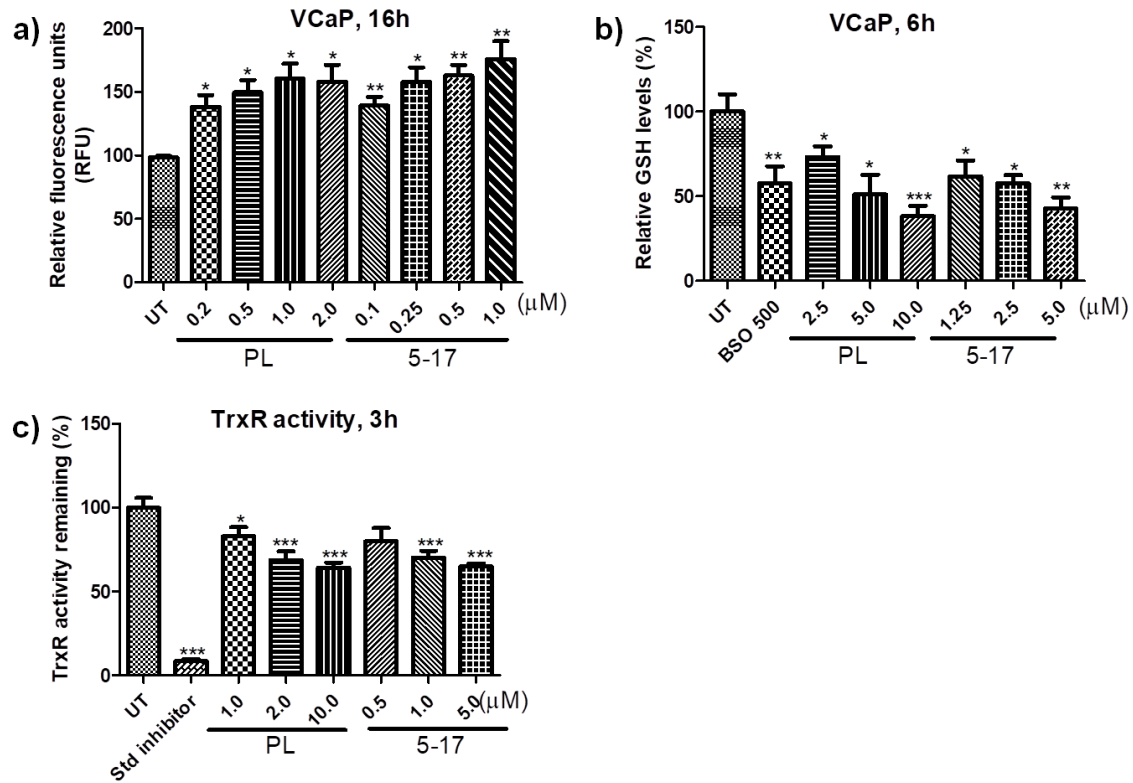 a)
VCaP, 16h
Relative fluorescence units
(RFU)
200
150
100
50
0
* * * * ** * ** **
UT 0.2 0.5 1.0 2.0 0.1 0.25 0.5 1.0 (μM)
PL 5-17
b)
VCaP, 6h
Relative GSH levels (%)
150
100
50
0
** * * *** * * **
UT BSO 500 2.5 5.0 10.0 1.25 2.5 5.0 (μM)
PL 5-17
c)
TrxR activity, 3h
TrxR activity remaining (%)
150
100
50
0
*** * *** *** *** ***
UT Std inhibitor 1.0 2.0 10.0 0.5 1.0 5.0 (μM)
PL 5-17